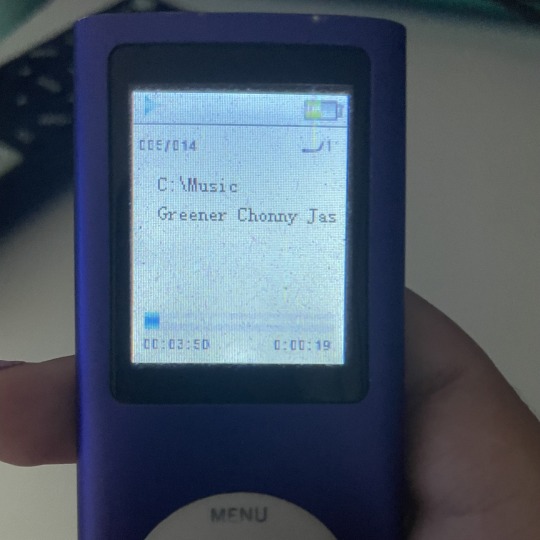 005/014
C:\Music
Greener Chonny Jas
00:03:50
0:00:19
MENU